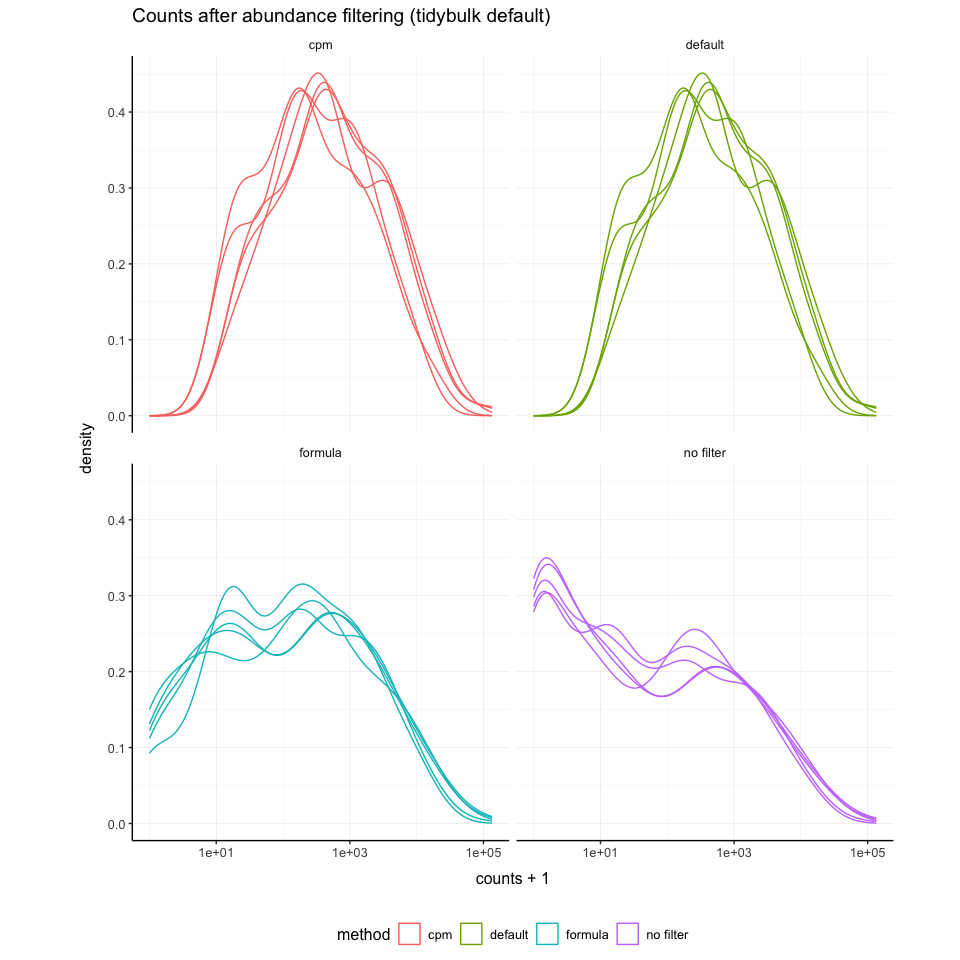 Counts after abundance filtering (tidybulk default)
cpm
default
0.4
0.3
0.2
0.1
0.0
density
formula
no filter
0.4
0.3
0.2
0.1
0.0
1e+01 1e+03 1e+05 1e+01 1e+03 1e+05
counts + 1
method cpm default formula no filter